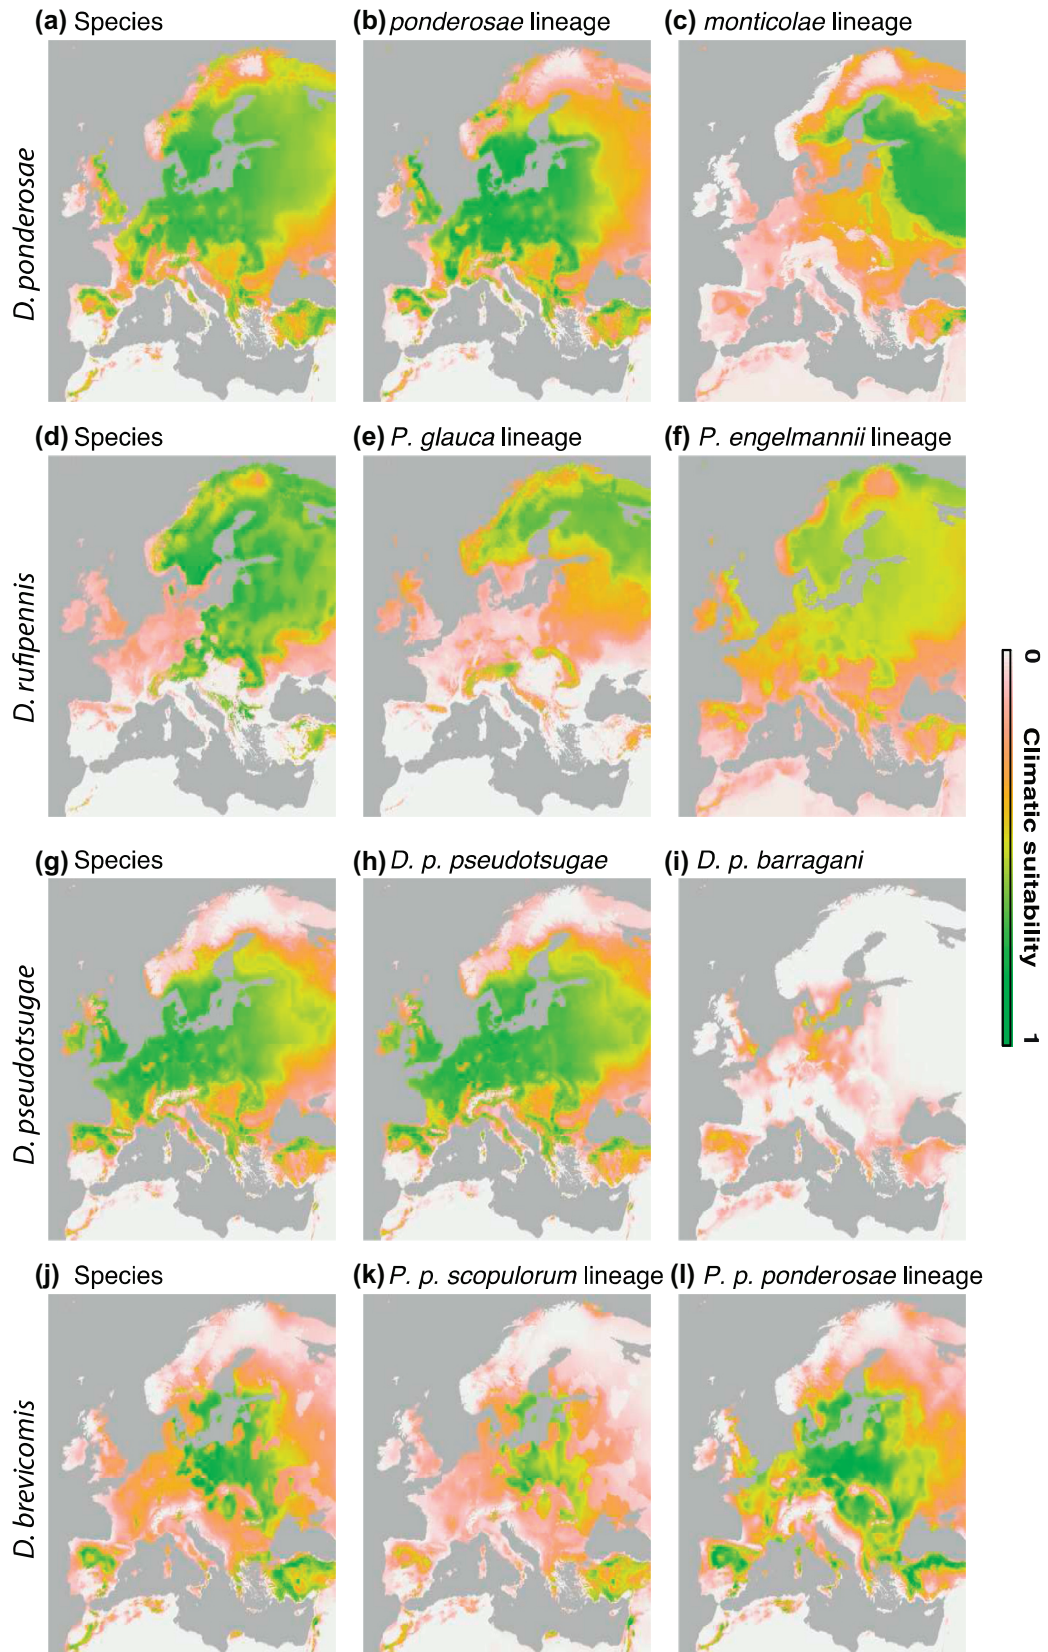 (a) Species
(b) ponderosae lineage
(c) monticolae lineage
D. ponderosae
(d) Species
(e) P. glauca lineage
(f) P. engelmannii lineage
D. rufipennis
(g) Species
(h) D. p. pseudotsugae
(i) D. p. barragani
D. pseudotsugae
(j) Species
(k) P. p. scopulorum lineage
(l) P. p. ponderosae lineage
D. brevicomis
0
Climatic suitability
1